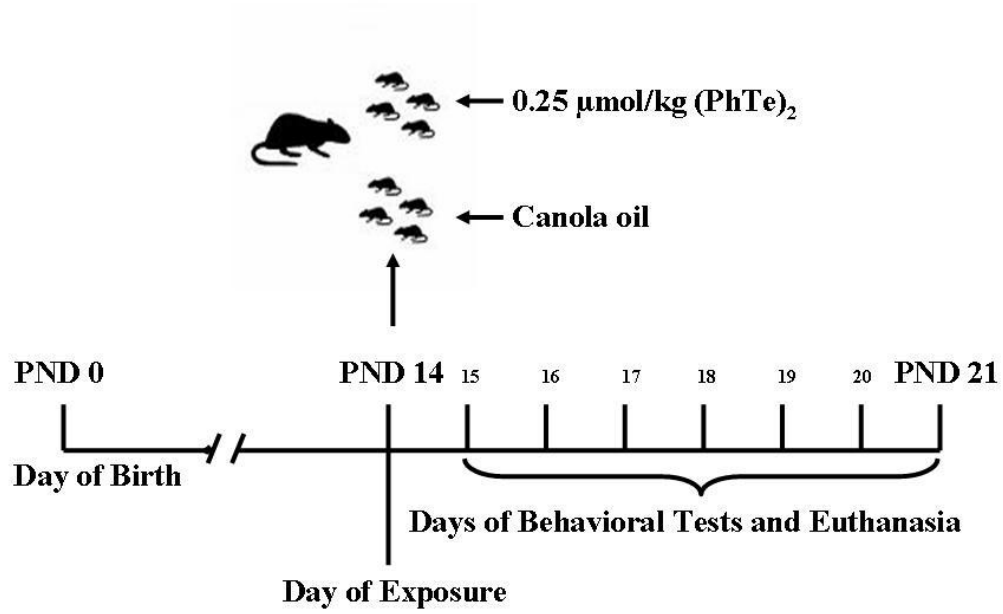 0.25 µmol/kg (PhTe)₂
Canola oil
PND 0
PND 14
15
16
17
18
19
20
PND 21
Day of Birth
Days of Behavioral Tests and Euthanasia
Day of Exposure